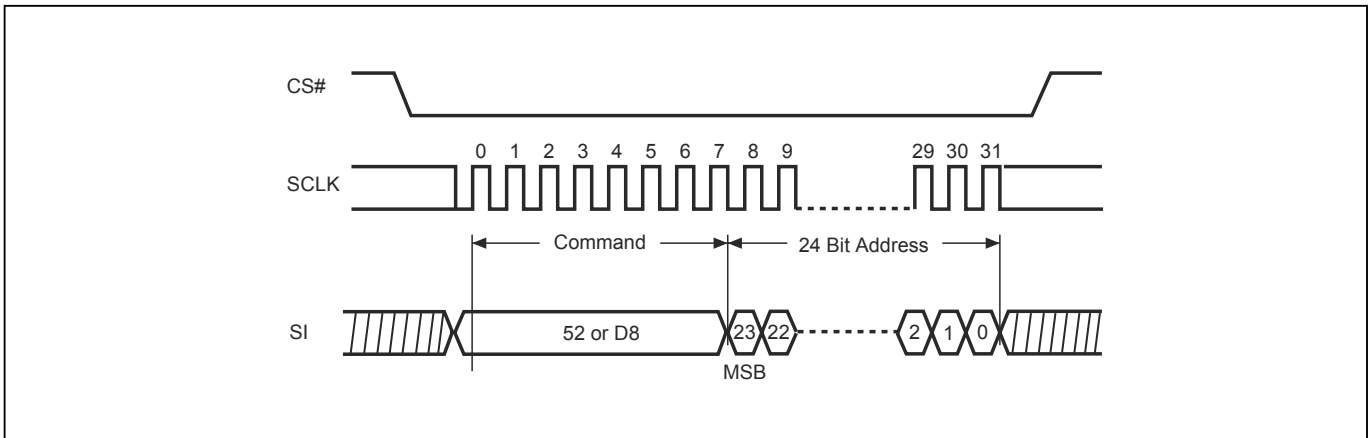 CS#
0 1 2 3 4 5 6 7 8 9 29 30 31
SCLK
Command 24 Bit Address
SI 52 or D8 23 22 2 1 0
MSB